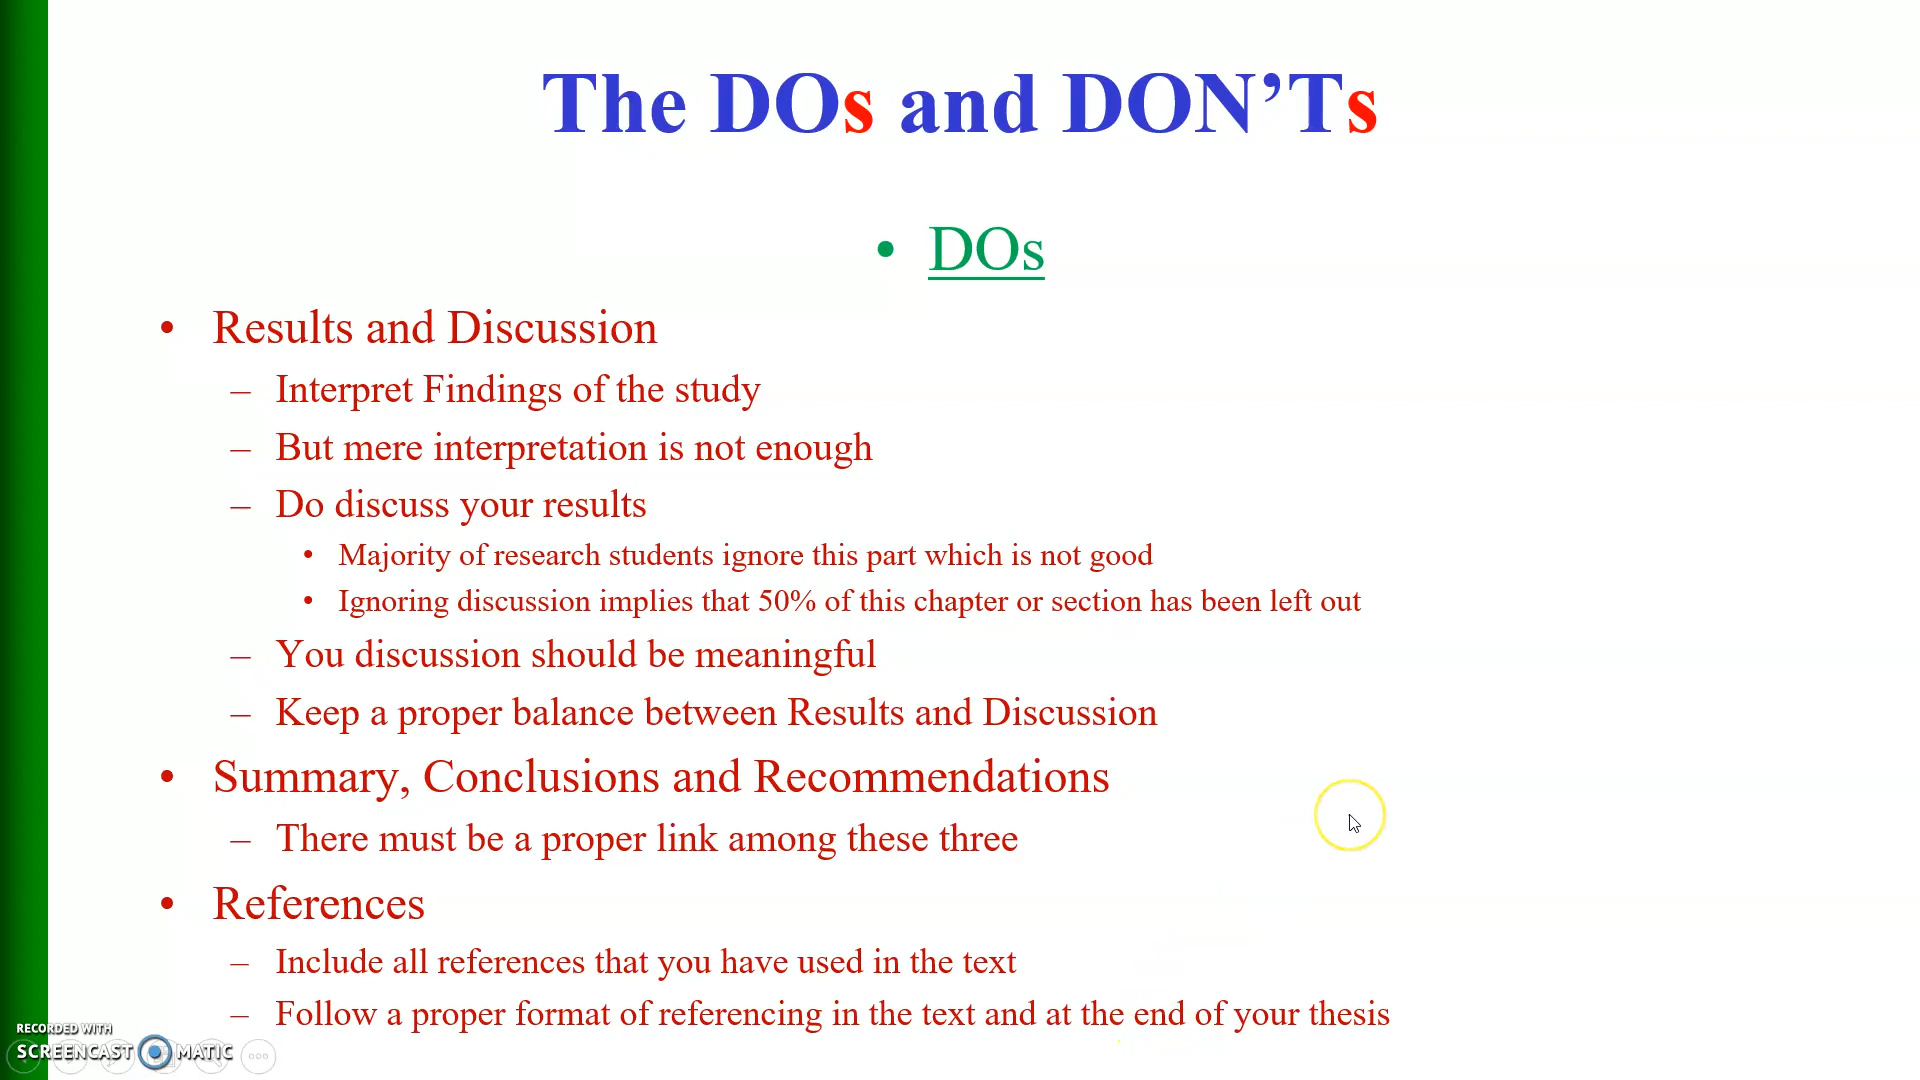 The DOs and DON’Ts
• DOs
• Results and Discussion
– Interpret Findings of the study
– But mere interpretation is not enough
– Do discuss your results
• Majority of research students ignore this part which is not good
• Ignoring discussion implies that 50% of this chapter or section has been left out
– You discussion should be meaningful
– Keep a proper balance between Results and Discussion
• Summary, Conclusions and Recommendations
– There must be a proper link among these three
• References
– Include all references that you have used in the text
– Follow a proper format of referencing in the text and at the end of your thesis
RECORDED WITH
SCREENCAST MATIC